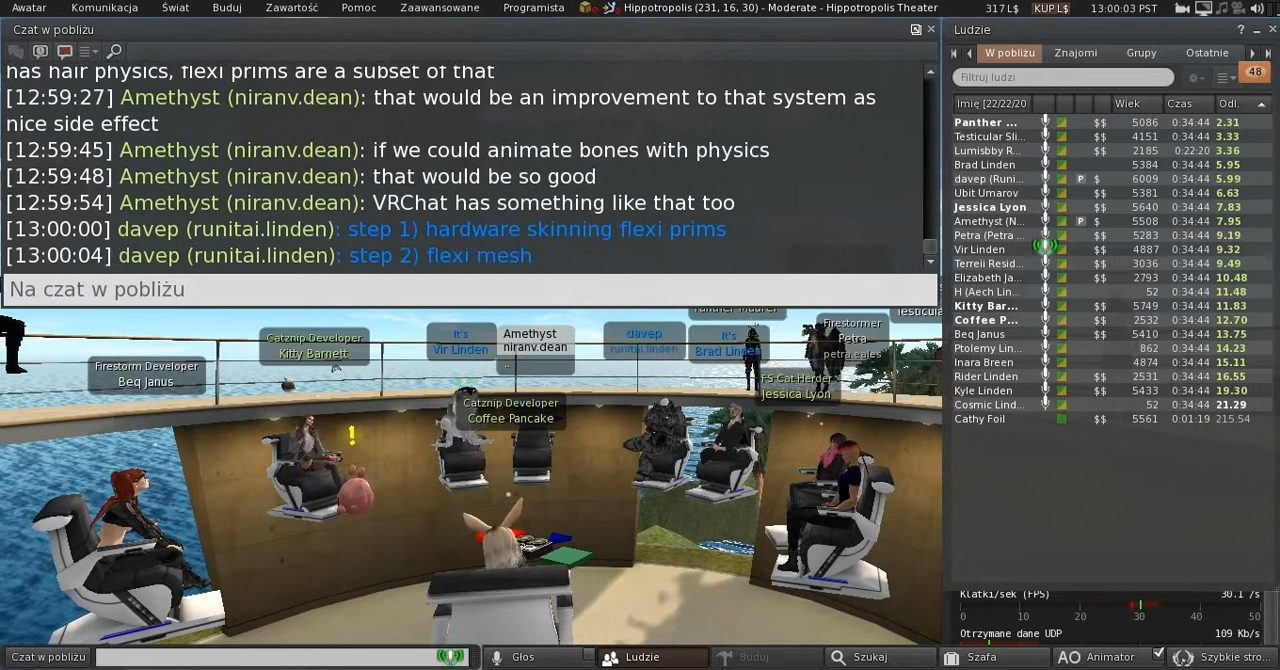 Awatar Komunikacja Świat Buduj Zawartość Pomoc Zaawansowane Programista Hippotropolis (231, 16, 30) - Moderate - Hippotropolis Theater 317 L$ KUP L$ 13:00:03 PST
Czat w pobliżu
has hair physics, flexi prims are a subset of that
[12:59:27] Amethyst (niranv.dean): that would be an improvement to that system as
nice side effect
[12:59:45] Amethyst (niranv.dean): if we could animate bones with physics
[12:59:48] Amethyst (niranv.dean): that would be so good
[12:59:54] Amethyst (niranv.dean): VRChat has something like that too
[13:00:00] davep (runitai.linden): step 1) hardware skinning flexi prims
[13:00:04] davep (runitai.linden): step 2) flexi mesh
Na czat w pobliżu
Firestorm Developer
Beq Janus
Catznip Developer
Kitty Barnett
It's
Vir Linden
Amethyst
niranv.dean
Catznip Developer
Coffee Pancake
davep
runitai.linden
It's
Brad Linden
FS Cat Herder
Jessica Lyon
Firestormer
Petra
petra eales
Ludzie
W pobliżu Znajomi Grupy Ostatnie
48
Filtruj ludzi
Imię [22/22/20 Wiek Czas Odl.
Panther ... $$ 5086 0:34:44 2.31
Testicular Sli... $$ 4151 0:34:44 3.33
Lumisbby R... $$ 2185 0:22:20 3.36
Brad Linden 5384 0:34:44 5.95
davep (Runi... P $ 6009 0:34:44 5.99
Ubit Umarov $$ 5381 0:34:44 6.63
Jessica Lyon $$ 5640 0:34:44 7.83
Amethyst (N... P $$ 5508 0:34:44 7.95
Petra (Petra ... $$ 5283 0:34:44 9.19
Vir Linden $$ 4887 0:34:44 9.32
Terreii Resid... $$ 3036 0:34:44 9.49
Elizabeth Ja... $$ 2793 0:34:44 10.48
H (Aech Lin... 52 0:34:44 11.48
Kitty Bar... $$ 5749 0:34:44 11.83
Coffee P... $$ 2532 0:34:44 12.70
Beq Janus $$ 5410 0:34:44 13.75
Ptolemy Lin... 862 0:34:44 14.23
Inara Breen 4874 0:34:44 15.11
Rider Linden $$ 2531 0:34:44 16.55
Kyle Linden $$ 5433 0:34:44 19.30
Cosmic Lind... 52 0:34:44 21.29
Cathy Foil $$ 5561 0:01:19 215.54
Klatki/sek (FPS) 30.1 /s
0 10 20 30 40 50
Otrzymane dane UDP 109 Kb/s
Czat w pobliżu Głos Ludzie Buduj Szukaj Szafa AO Animator Szybkie stro...